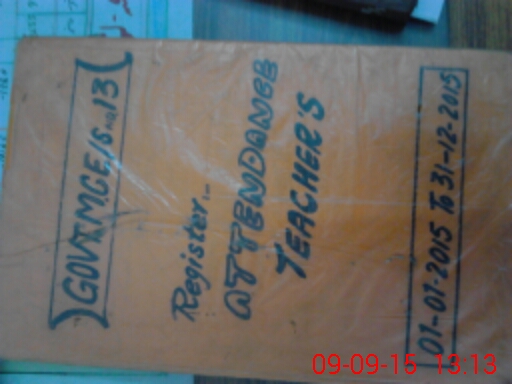 GOVT.M.C.E/S.NO.13
Register..
ATTENDANCE
TEACHER'S
01-01-2015 To 31-12-2015
09-09-15 13:13